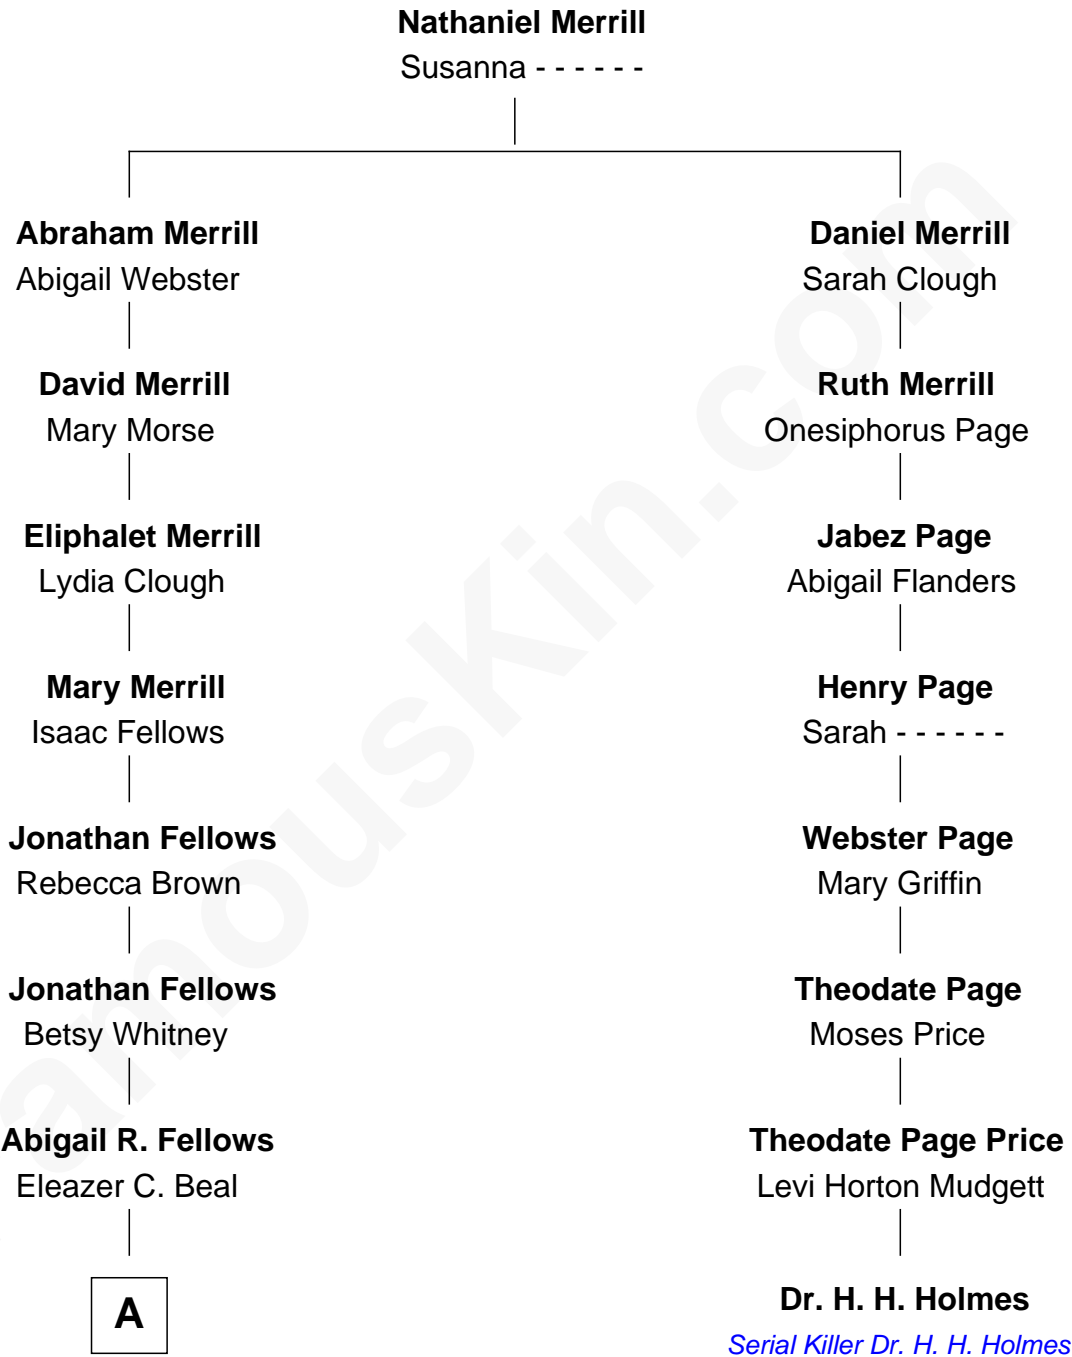 Nathaniel Merrill
Susanna - - - - - -
Abraham Merrill
Abigail Webster
Daniel Merrill
Sarah Clough
David Merrill
Mary Morse
Ruth Merrill
Onesiphorus Page
Eliphalet Merrill
Lydia Clough
Jabez Page
Abigail Flanders
Mary Merrill
Isaac Fellows
Henry Page
Sarah - - - - - -
Jonathan Fellows
Rebecca Brown
Webster Page
Mary Griffin
Jonathan Fellows
Betsy Whitney
Theodate Page
Moses Price
Abigail R. Fellows
Eleazer C. Beal
Theodate Page Price
Levi Horton Mudgett
A
Dr. H. H. Holmes
Serial Killer Dr. H. H. Holmes
amouskin.com